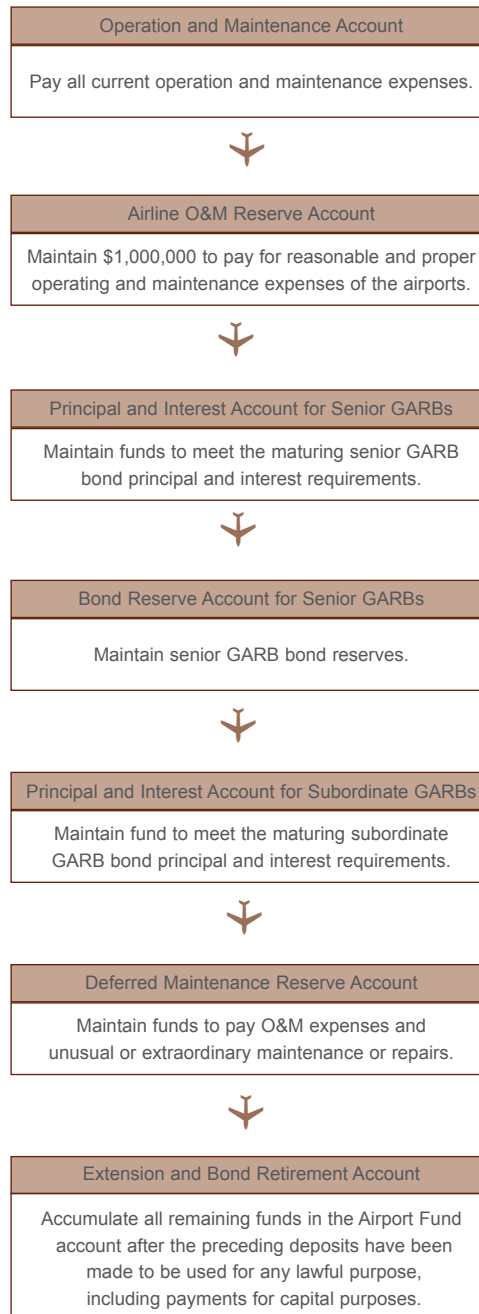 Operation and Maintenance Account
Pay all current operation and maintenance expenses.
Airline O&M Reserve Account
Maintain $1,000,000 to pay for reasonable and proper
operating and maintenance expenses of the airports.
Principal and Interest Account for Senior GARBs
Maintain funds to meet the maturing senior GARB
bond principal and interest requirements.
Bond Reserve Account for Senior GARBs
Maintain senior GARB bond reserves.
Principal and Interest Account for Subordinate GARBs
Maintain fund to meet the maturing subordinate
GARB bond principal and interest requirements.
Deferred Maintenance Reserve Account
Maintain funds to pay O&M expenses and
unusual or extraordinary maintenance or repairs.
Extension and Bond Retirement Account
Accumulate all remaining funds in the Airport Fund
account after the preceding deposits have been
made to be used for any lawful purpose,
including payments for capital purposes.